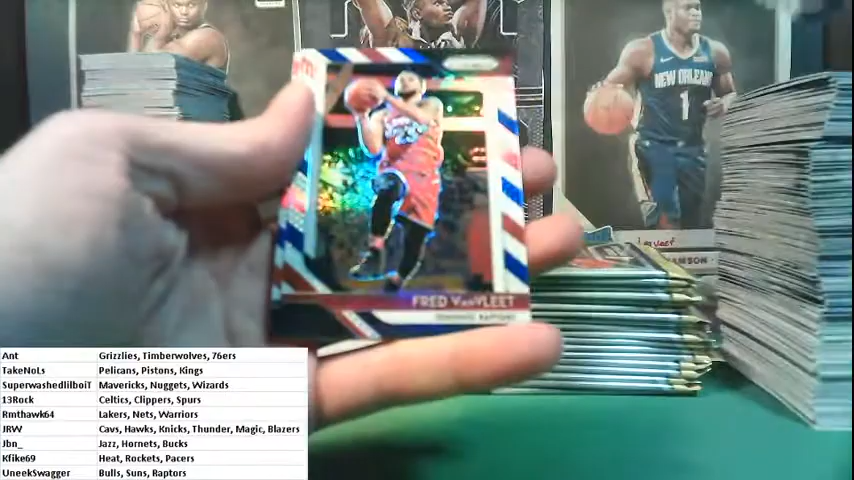 NEW ORLEANS
1
23
FRED VANVLEET
TORONTO RAPTORS
Ant Grizzlies, Timberwolves, 76ers
TakeNoLs Pelicans, Pistons, Kings
SuperwashedlilboiT Mavericks, Nuggets, Wizards
13Rock Celtics, Clippers, Spurs
Rmthawk64 Lakers, Nets, Warriors
JRW Cavs, Hawks, Knicks, Thunder, Magic, Blazers
Jbn_ Jazz, Hornets, Bucks
Kfike69 Heat, Rockets, Pacers
UneekSwagger Bulls, Suns, Raptors